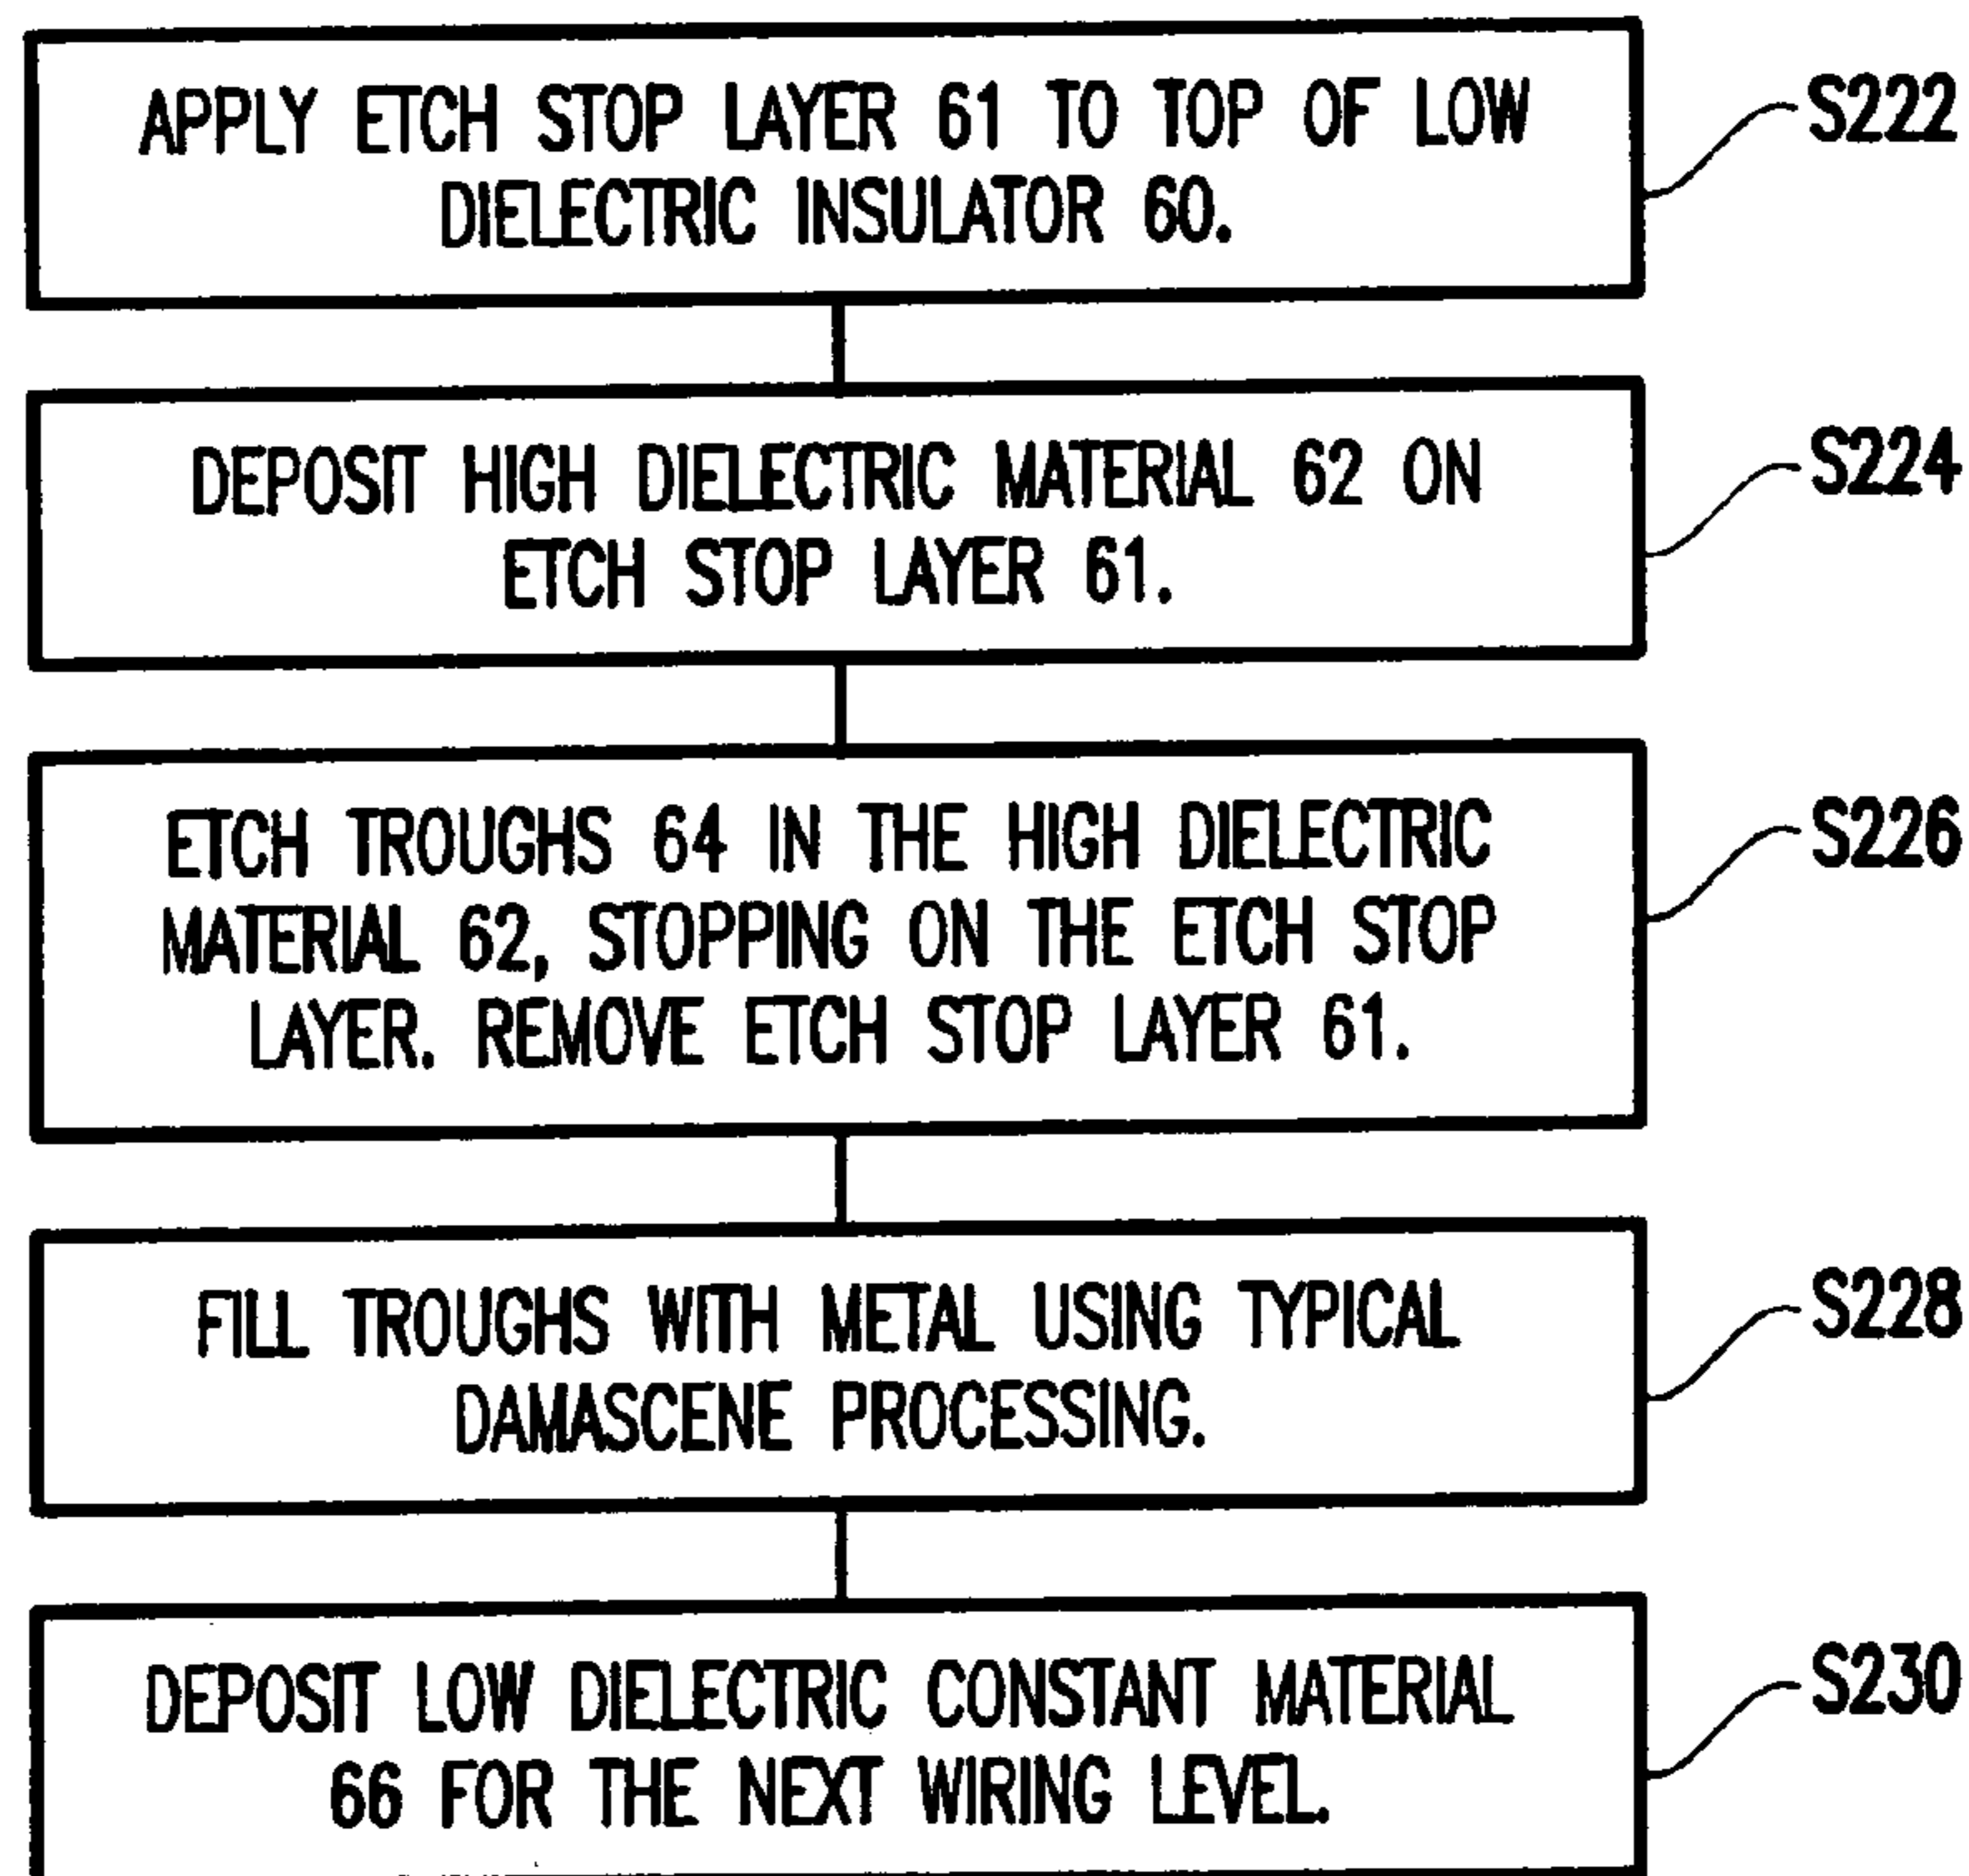 APPLY ETCH STOP LAYER 61 TO TOP OF LOW
DIELECTRIC INSULATOR 60.
S222
DEPOSIT HIGH DIELECTRIC MATERIAL 62 ON
ETCH STOP LAYER 61.
S224
ETCH TROUGHS 64 IN THE HIGH DIELECTRIC
MATERIAL 62, STOPPING ON THE ETCH STOP
LAYER. REMOVE ETCH STOP LAYER 61.
S226
FILL TROUGHS WITH METAL USING TYPICAL
DAMASCENE PROCESSING.
S228
DEPOSIT LOW DIELECTRIC CONSTANT MATERIAL
66 FOR THE NEXT WIRING LEVEL.
S230